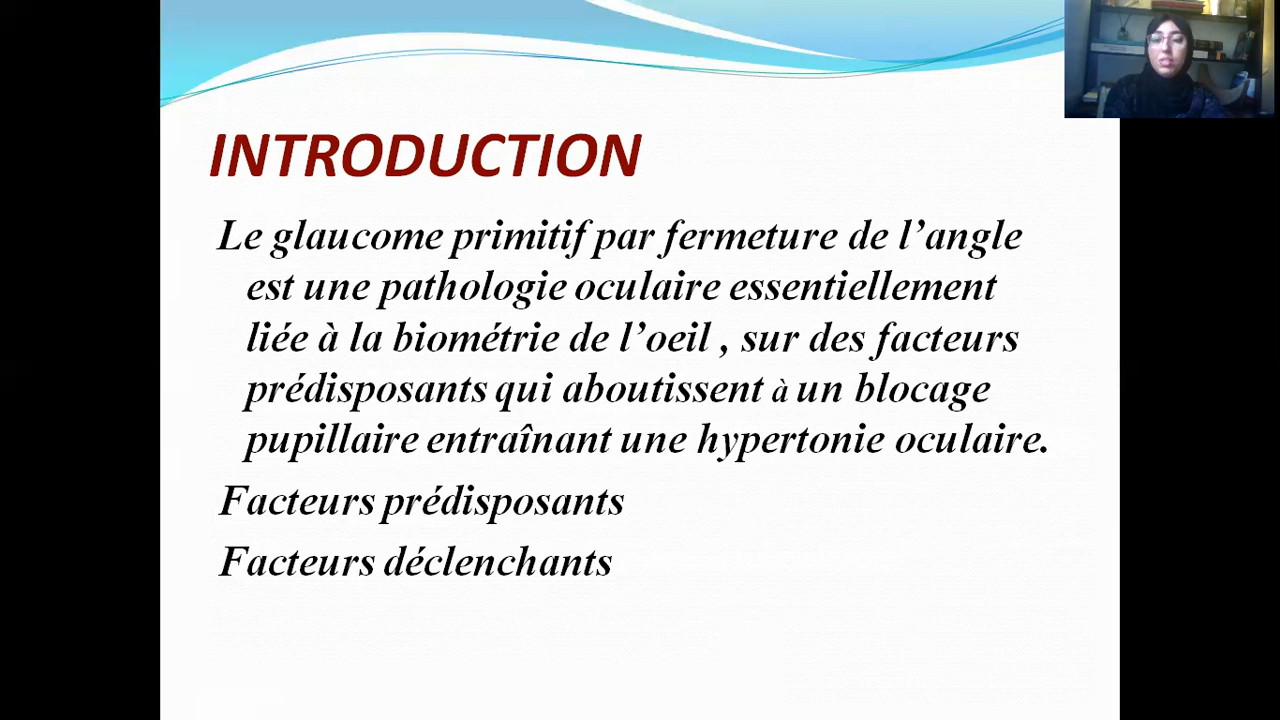 INTRODUCTION
Le glaucome primitif par fermeture de l’angle
est une pathologie oculaire essentiellement
liée à la biométrie de l’oeil , sur des facteurs
prédisposants qui aboutissent à un blocage
pupillaire entraînant une hypertonie oculaire.
Facteurs prédisposants
Facteurs déclenchants